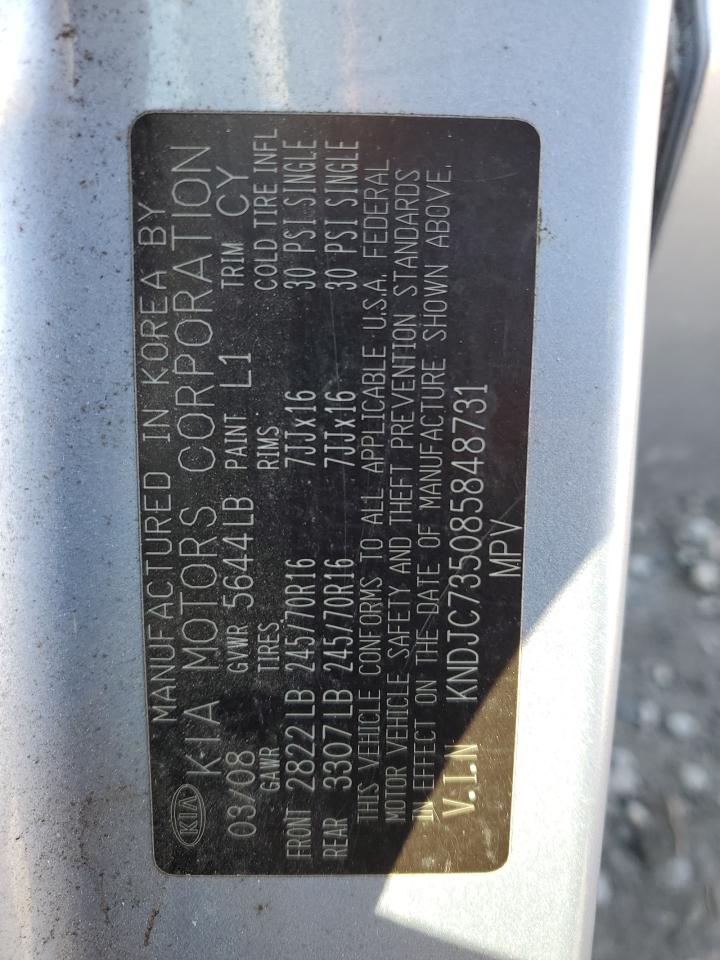 MANUFACTURED IN KOREA BY
KIA KIA MOTORS CORPORATION
03/08 GVWR 5644LB PAINT L1 TRIM CY
GAWR TIRES RIMS COLD TIRE INFL
FRONT 2822LB 245/70R16 7JJx16 30 PSI SINGLE
REAR 3307LB 245/70R16 7JJx16 30 PSI SINGLE
THIS VEHICLE CONFORMS TO ALL APPLICABLE U.S.A. FEDERAL
MOTOR VEHICLE SAFETY AND THEFT PREVENTION STANDARDS
IN EFFECT ON THE DATE OF MANUFACTURE SHOWN ABOVE.
V.I.N KNDJC735085848731
MPV